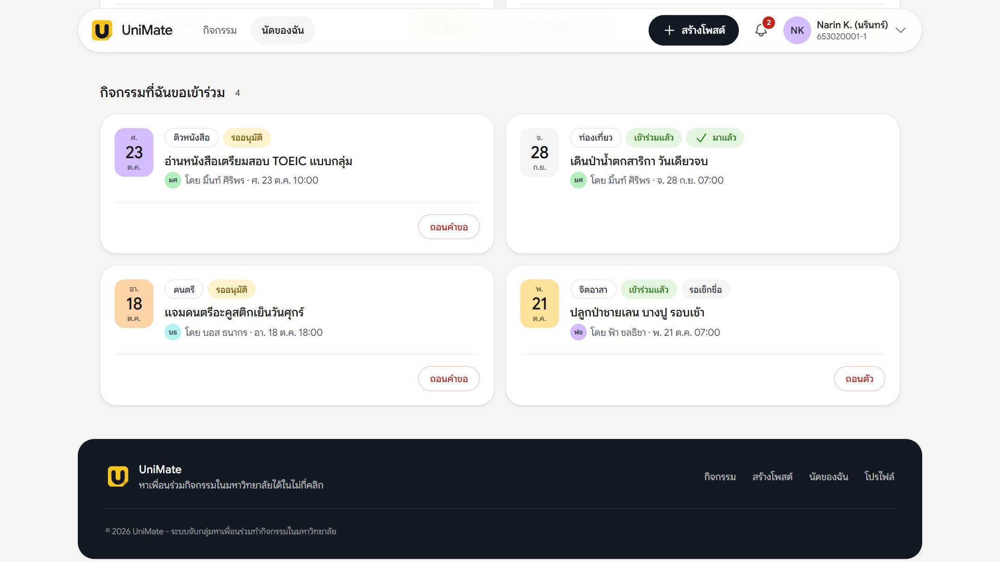 UniMate
กิจกรรม
นัดของฉัน
สร้างโพสต์
2
NK
Narin K. (นรินทร์)
653020001-1
กิจกรรมที่ฉันขอเข้าร่วม 4
ศ.
23
ต.ค.
ติวหนังสือ
รออนุมัติ
อ่านหนังสือเตรียมสอบ TOEIC แบบกลุ่ม
มศ โดย มิ้นท์ ศิริพร · ศ. 23 ต.ค. 10:00
ถอนคำขอ
จ.
28
ก.ย.
ท่องเที่ยว
เข้าร่วมแล้ว
มาแล้ว
เดินป่าน้ำตกสาริกา วันเดียวจบ
มศ โดย มิ้นท์ ศิริพร · จ. 28 ก.ย. 07:00
อา.
18
ต.ค.
ดนตรี
รออนุมัติ
แจมดนตรีอะคูสติกเย็นวันศุกร์
บธ โดย บอส ธนากร · อา. 18 ต.ค. 18:00
ถอนคำขอ
พ.
21
ต.ค.
จิตอาสา
เข้าร่วมแล้ว
รอเช็กชื่อ
ปลูกป่าชายเลน บางปู รอบเช้า
ฟช โดย ฟ้า ชลธิชา · พ. 21 ต.ค. 07:00
ถอนตัว
UniMate
หาเพื่อนร่วมกิจกรรมในมหาวิทยาลัยได้ในไม่กี่คลิก
กิจกรรม
สร้างโพสต์
นัดของฉัน
โปรไฟล์
© 2026 UniMate - ระบบจับกลุ่มหาเพื่อนร่วมทำกิจกรรมในมหาวิทยาลัย